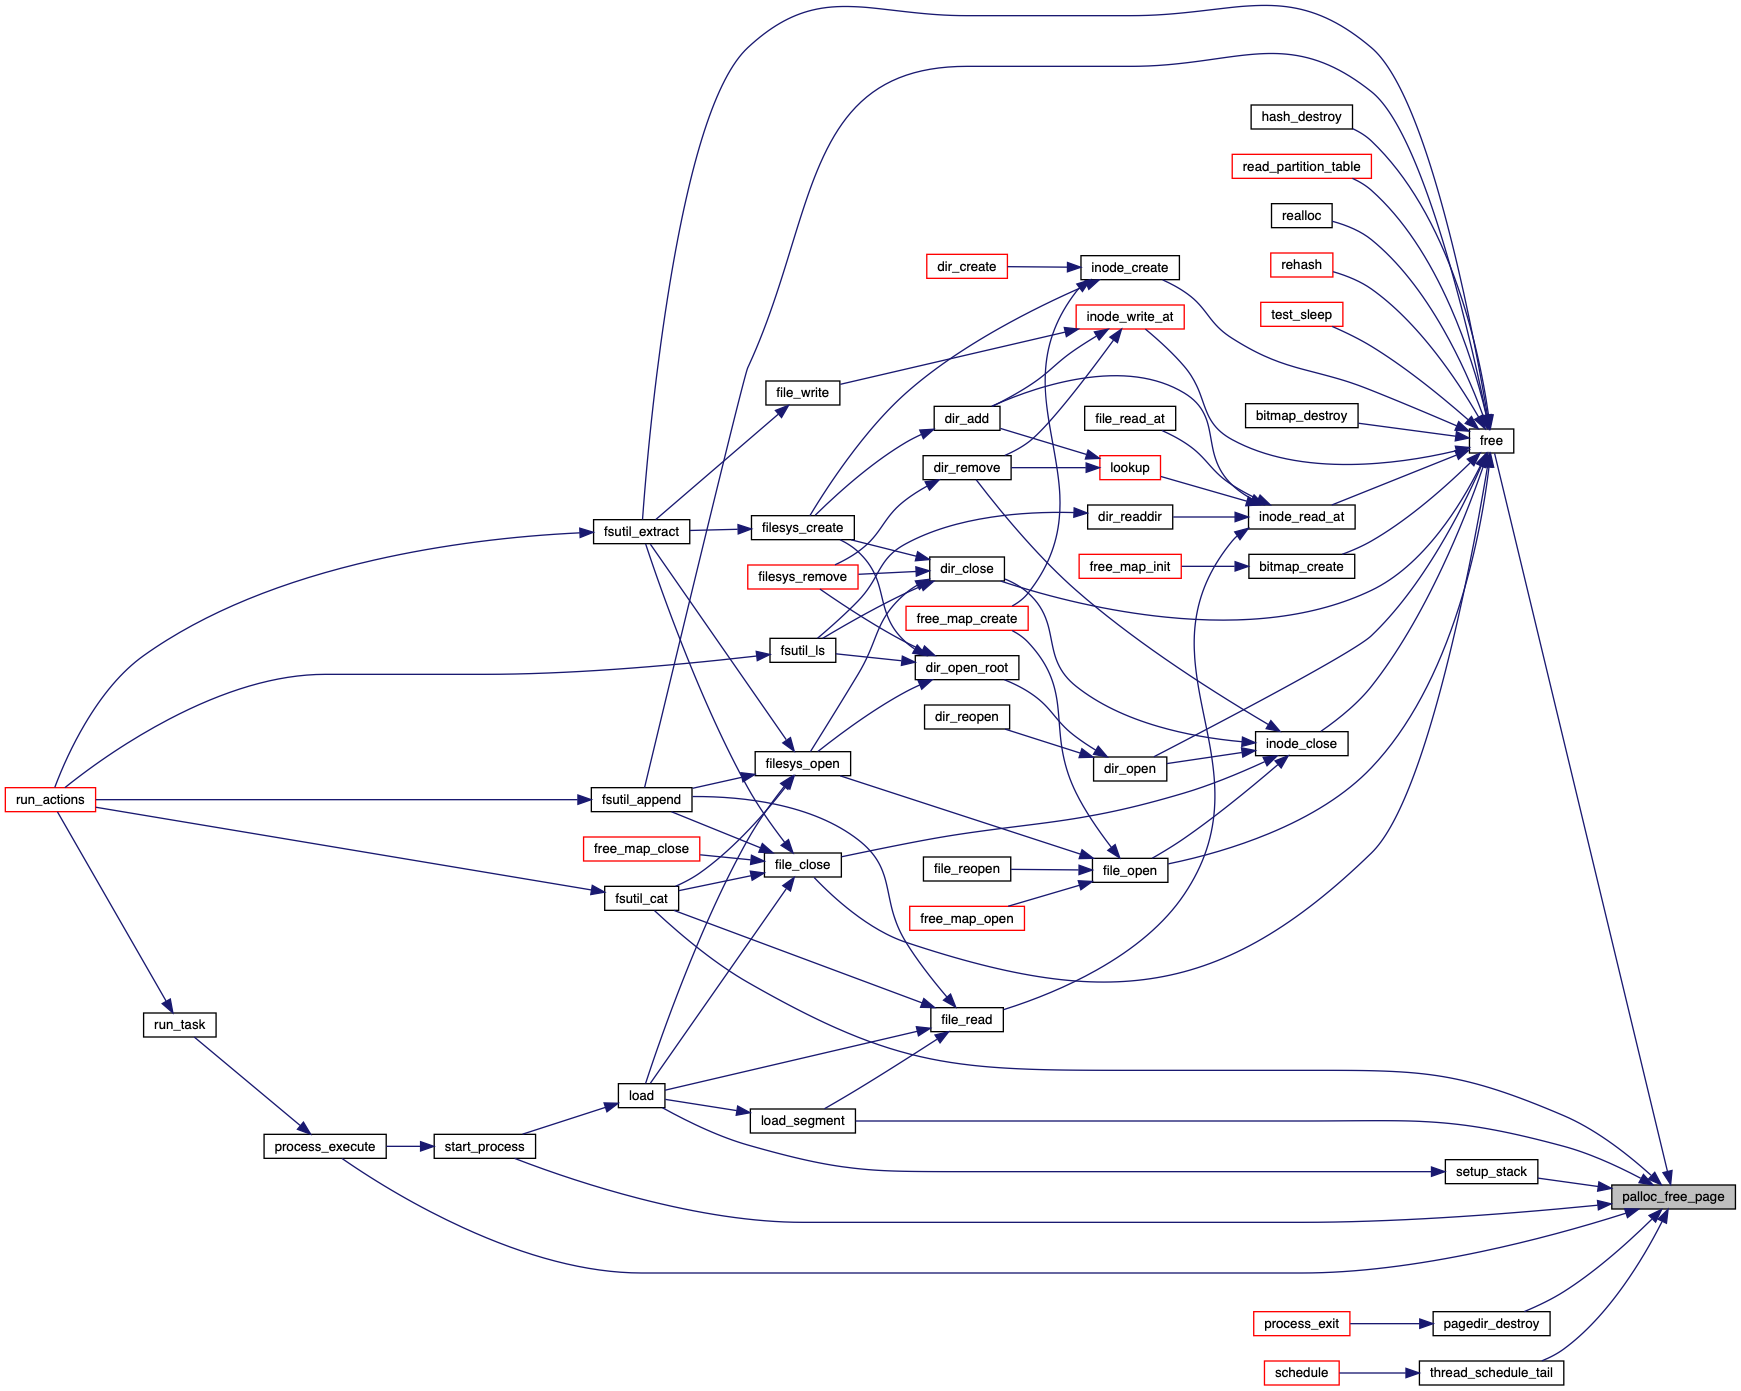 hash_destroy
read_partition_table
realloc
dir_create
inode_create
rehash
inode_write_at
test_sleep
file_write
dir_add
file_read_at
bitmap_destroy
free
dir_remove
lookup
fsutil_extract
filesys_create
dir_readdir
inode_read_at
filesys_remove
dir_close
free_map_init
bitmap_create
free_map_create
fsutil_ls
dir_open_root
dir_reopen
inode_close
filesys_open
dir_open
run_actions
fsutil_append
free_map_close
file_close
file_reopen
file_open
fsutil_cat
free_map_open
run_task
file_read
load
load_segment
process_execute
start_process
setup_stack
palloc_free_page
process_exit
pagedir_destroy
schedule
thread_schedule_tail